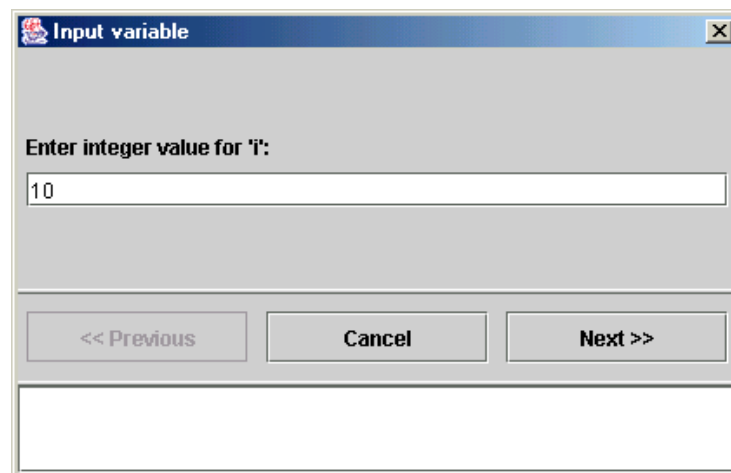 Input variable
Enter integer value for 'i':
10
<< Previous
Cancel
Next >>